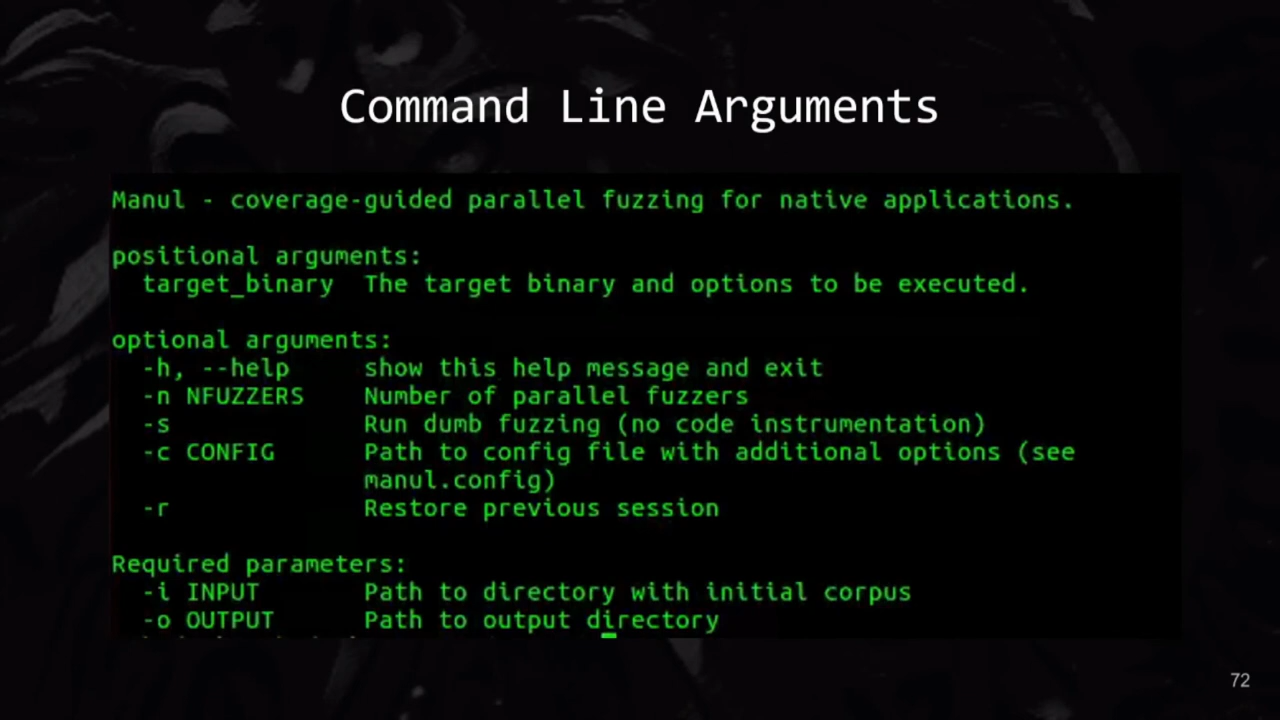 Command Line Arguments
Manul - coverage-guided parallel fuzzing for native applications.
positional arguments:
target_binary  The target binary and options to be executed.
optional arguments:
-h, --help  show this help message and exit
-n NFUZZERS  Number of parallel fuzzers
-s  Run dumb fuzzing (no code instrumentation)
-c CONFIG  Path to config file with additional options (see
manul.config)
-r  Restore previous session
Required parameters:
-i INPUT  Path to directory with initial corpus
-o OUTPUT  Path to output directory
72